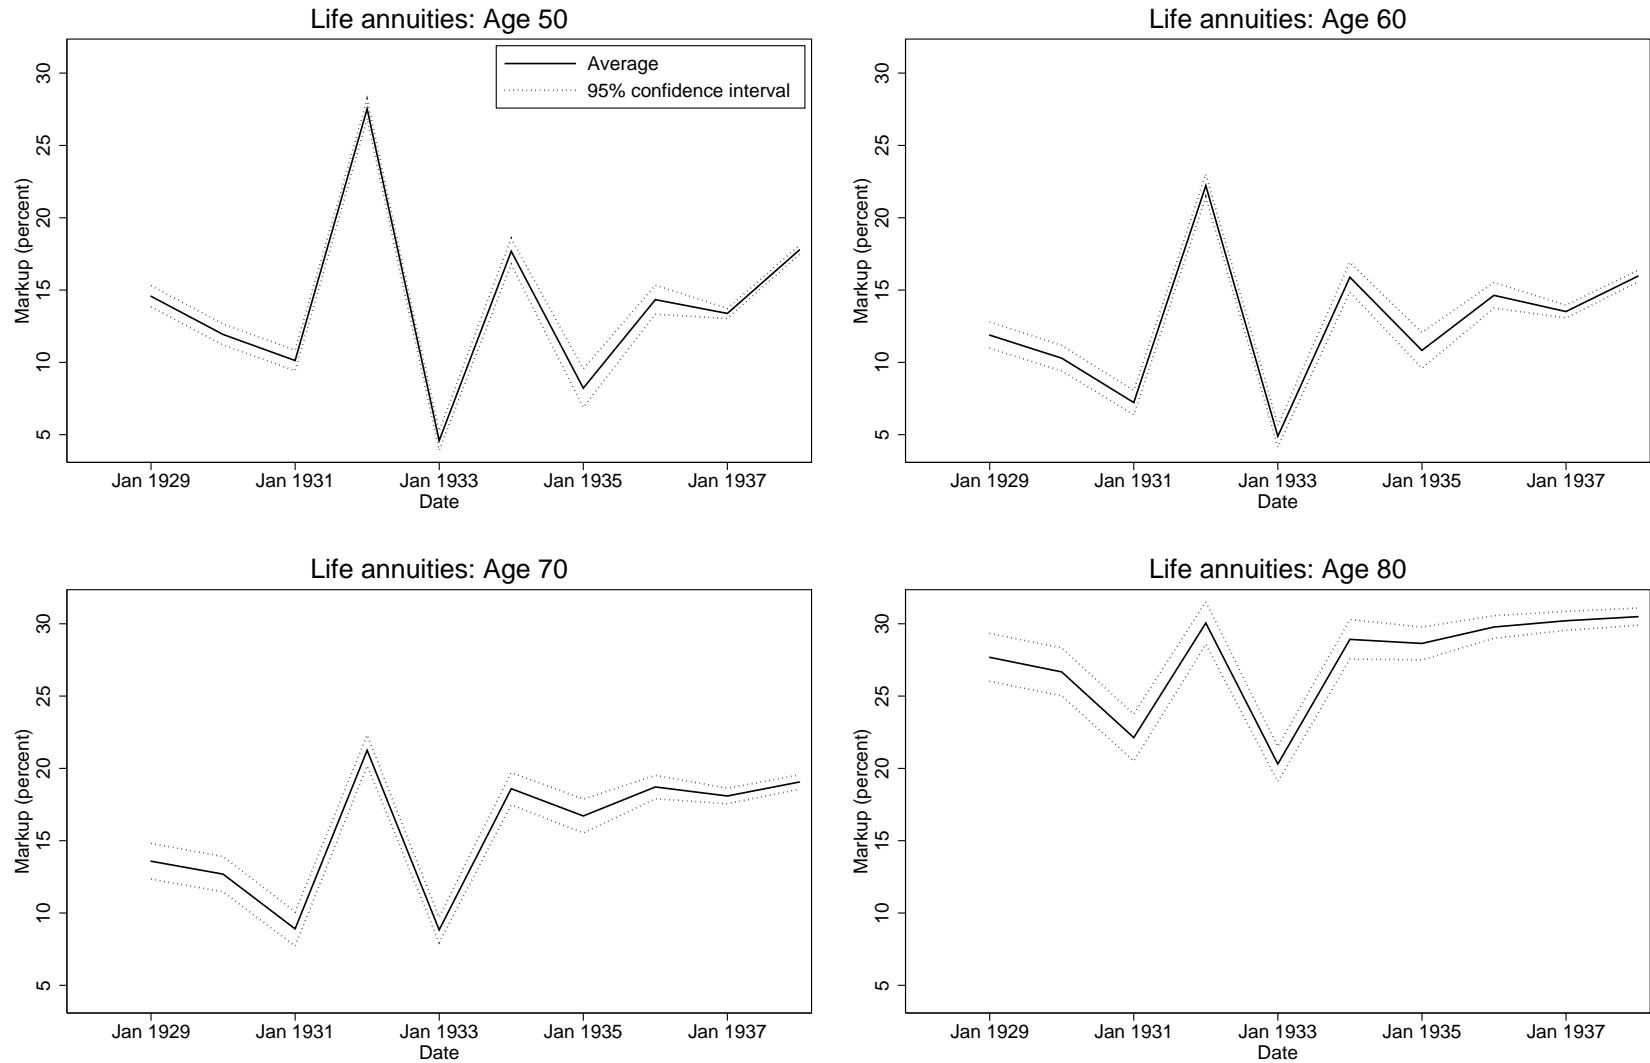 Life annuities: Age 50
Average
95% confidence interval
30
25
20
15
10
5
Markup (percent)
Jan 1929 Jan 1931 Jan 1933 Jan 1935 Jan 1937
Date
Life annuities: Age 60
30
25
20
15
10
5
Markup (percent)
Jan 1929 Jan 1931 Jan 1933 Jan 1935 Jan 1937
Date
Life annuities: Age 70
30
25
20
15
10
5
Markup (percent)
Jan 1929 Jan 1931 Jan 1933 Jan 1935 Jan 1937
Date
Life annuities: Age 80
30
25
20
15
10
5
Markup (percent)
Jan 1929 Jan 1931 Jan 1933 Jan 1935 Jan 1937
Date